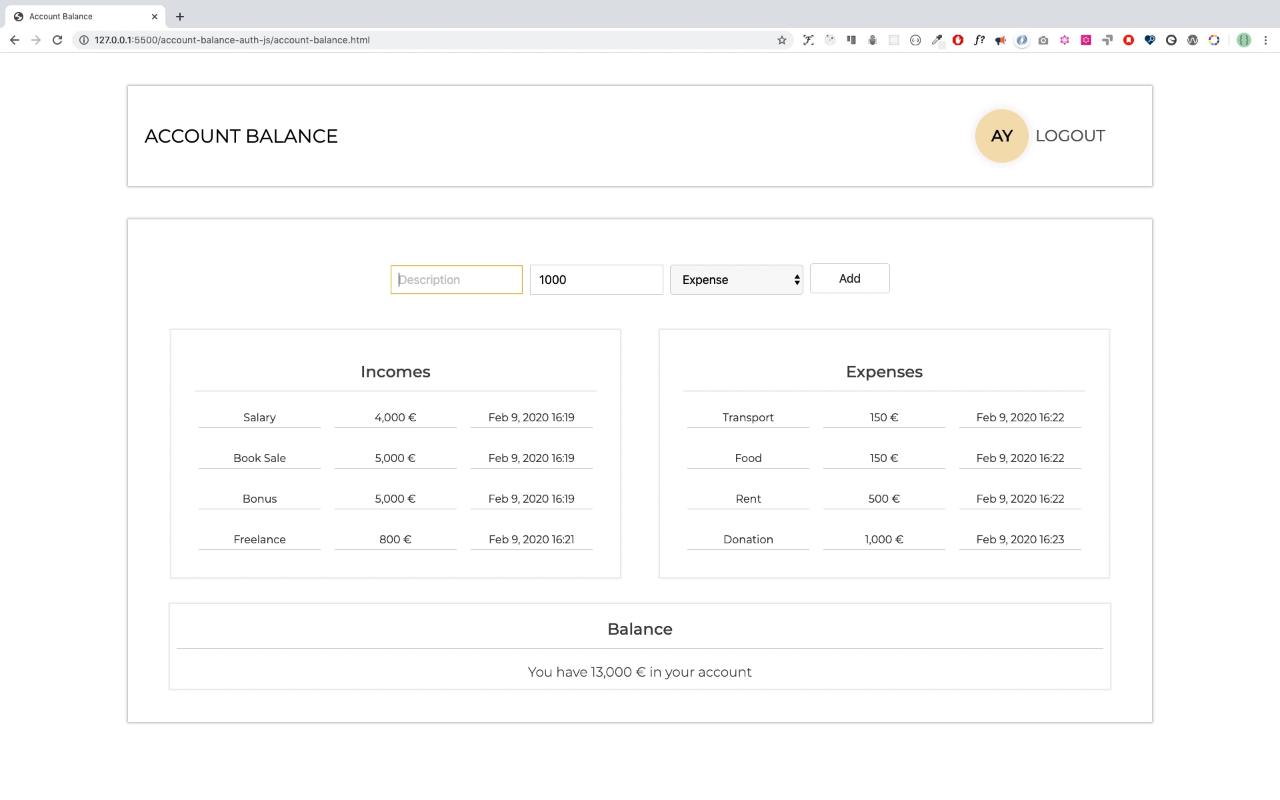 Account Balance
127.0.0.1:5500/account-balance-auth-js/account-balance.html
f?
ACCOUNT BALANCE
AY LOGOUT
Description 1000 Expense Add
Incomes
Salary 4,000 € Feb 9, 2020 16:19
Book Sale 5,000 € Feb 9, 2020 16:19
Bonus 5,000 € Feb 9, 2020 16:19
Freelance 800 € Feb 9, 2020 16:21
Expenses
Transport 150 € Feb 9, 2020 16:22
Food 150 € Feb 9, 2020 16:22
Rent 500 € Feb 9, 2020 16:22
Donation 1,000 € Feb 9, 2020 16:23
Balance
You have 13,000 € in your account